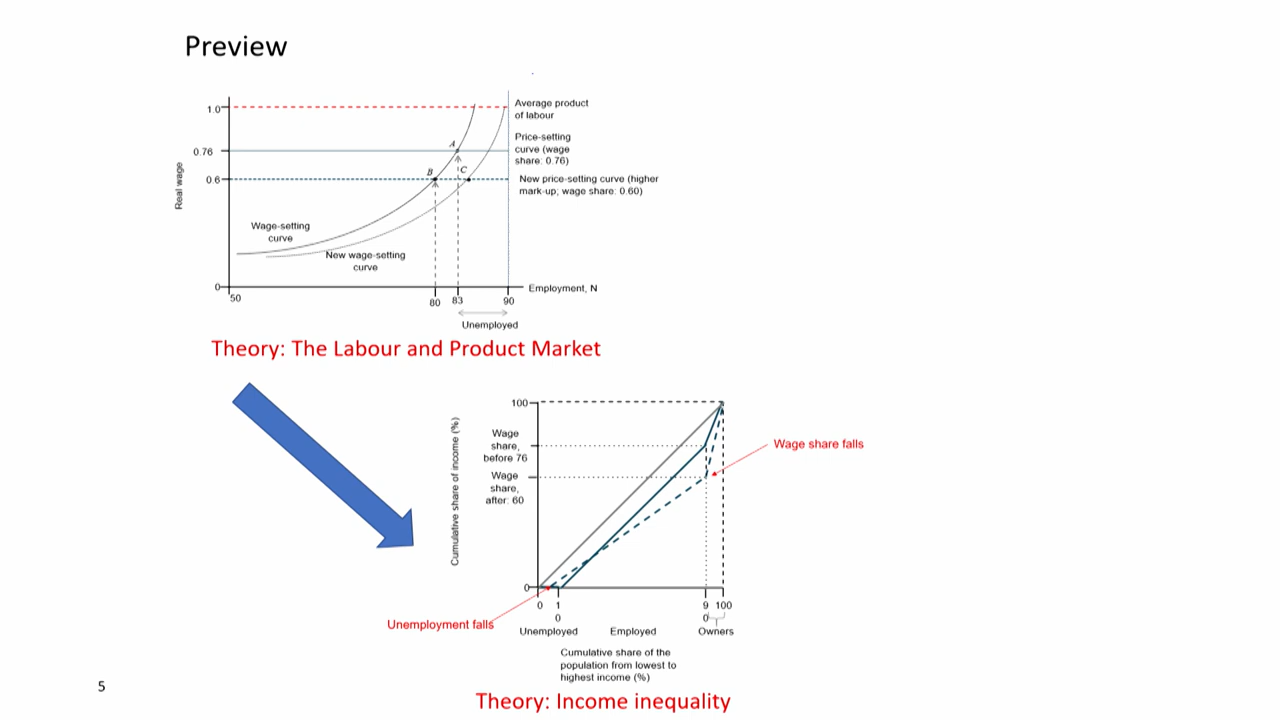 Preview
Average product
of labour
1.0
Price-setting
curve (wage
share: 0.76)
0.76
A
B
C
0.6
New price-setting curve (higher
mark-up; wage share: 0.60)
Real wage
Wage-setting
curve
New wage-setting
curve
0
50
80
83
90
Employment, N
Unemployed
Theory: The Labour and Product Market
100
Cumulative share of income (%)
Wage
share,
before 76
Wage share falls
Wage
share,
after: 60
0
0
1
0
9
0
100
Unemployment falls
Unemployed
Employed
Owners
Cumulative share of the
population from lowest to
highest income (%)
5
Theory: Income inequality